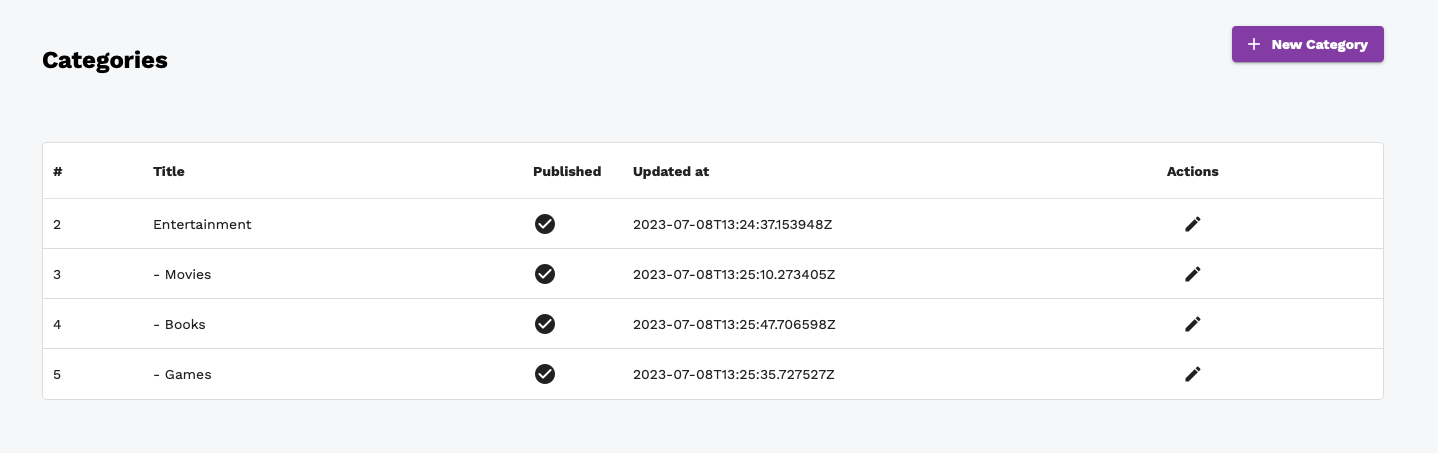 Categories
New Category
# Title Published Updated at Actions
2 Entertainment 2023-07-08T13:24:37.153948Z
3 - Movies 2023-07-08T13:25:10.273405Z
4 - Books 2023-07-08T13:25:47.706598Z
5 - Games 2023-07-08T13:25:35.727527Z